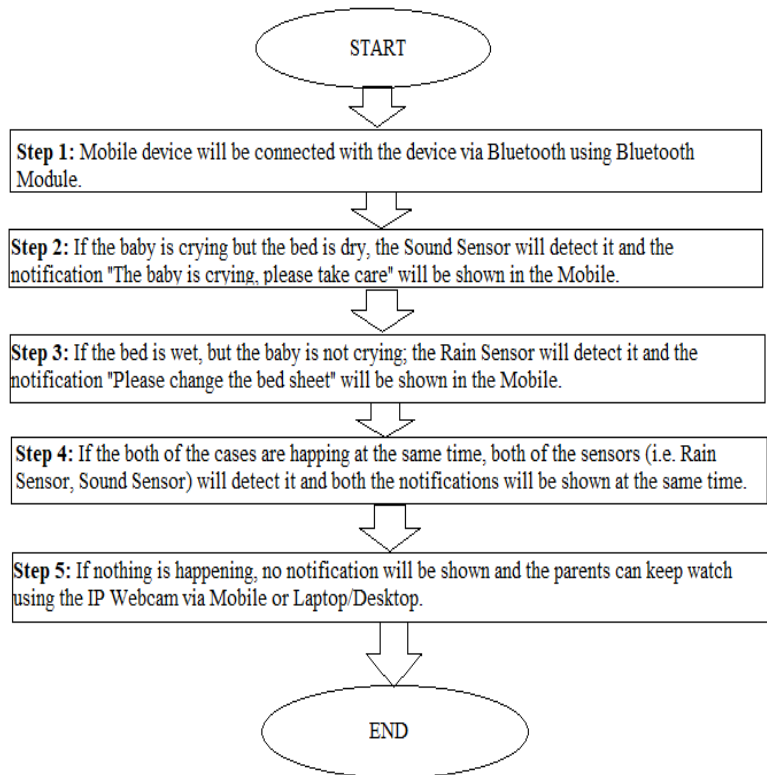 START
Step 1: Mobile device will be connected with the device via Bluetooth using Bluetooth
Module.
Step 2: If the baby is crying but the bed is dry, the Sound Sensor will detect it and the
notification "The baby is crying, please take care" will be shown in the Mobile.
Step 3: If the bed is wet, but the baby is not crying; the Rain Sensor will detect it and the
notification "Please change the bed sheet" will be shown in the Mobile.
Step 4: If the both of the cases are happing at the same time, both of the sensors (i.e. Rain
Sensor, Sound Sensor) will detect it and both the notifications will be shown at the same time.
Step 5: If nothing is happening, no notification will be shown and the parents can keep watch
using the IP Webcam via Mobile or Laptop/Desktop.
END